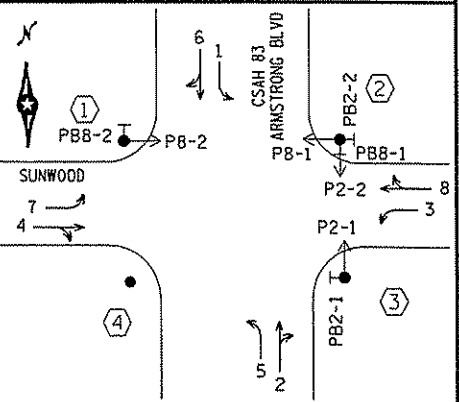 N
6
1
CSAH 83
ARMSTRONG BLVD
PB2-2
2
1
PB8-2
P8-2
P8-1
PB8-1
SUNWOOD
P2-2
8
7
3
4
P2-1
PB2-1
3
4
5
2